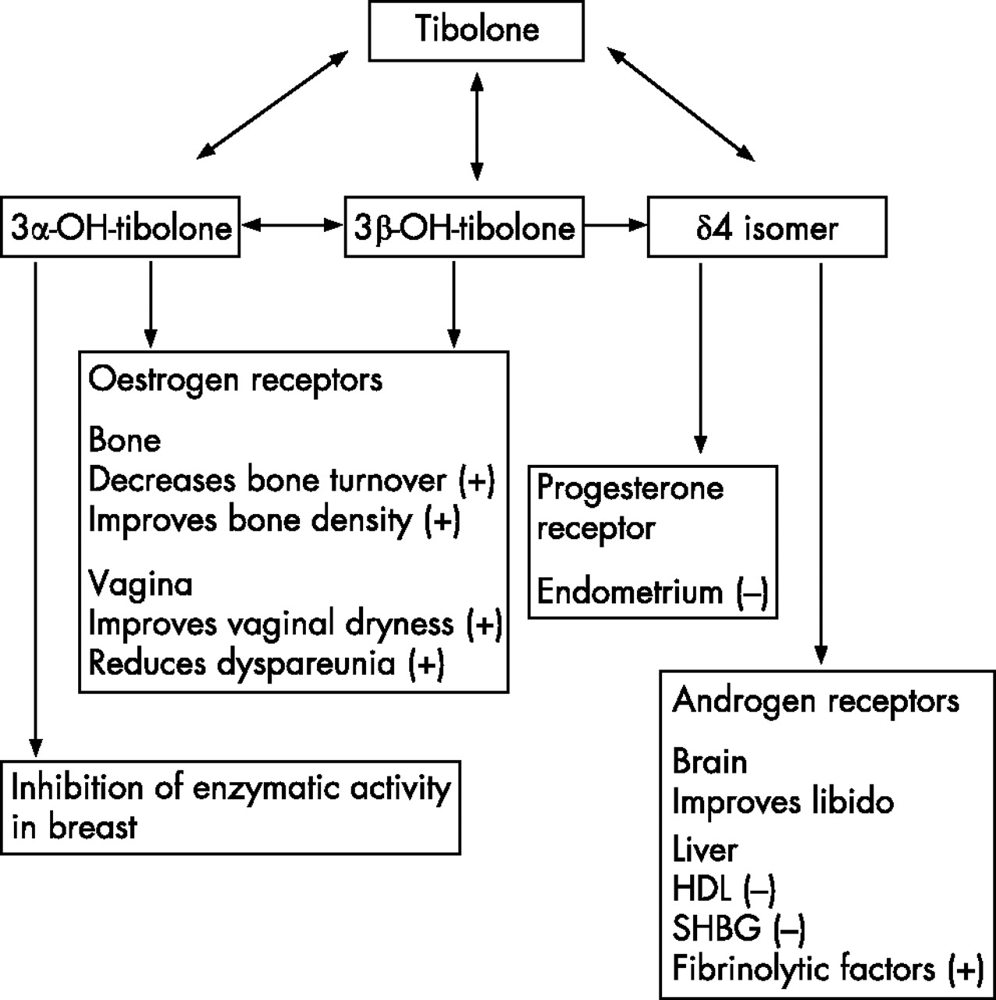 Tibolone
3α-OH-tibolone
3β-OH-tibolone
δ4 isomer
Oestrogen receptors
Bone
Decreases bone turnover (+)
Improves bone density (+)
Vagina
Improves vaginal dryness (+)
Reduces dyspareunia (+)
Progesterone
receptor
Endometrium (–)
Androgen receptors
Brain
Improves libido
Liver
HDL (–)
SHBG (–)
Fibrinolytic factors (+)
Inhibition of enzymatic activity
in breast